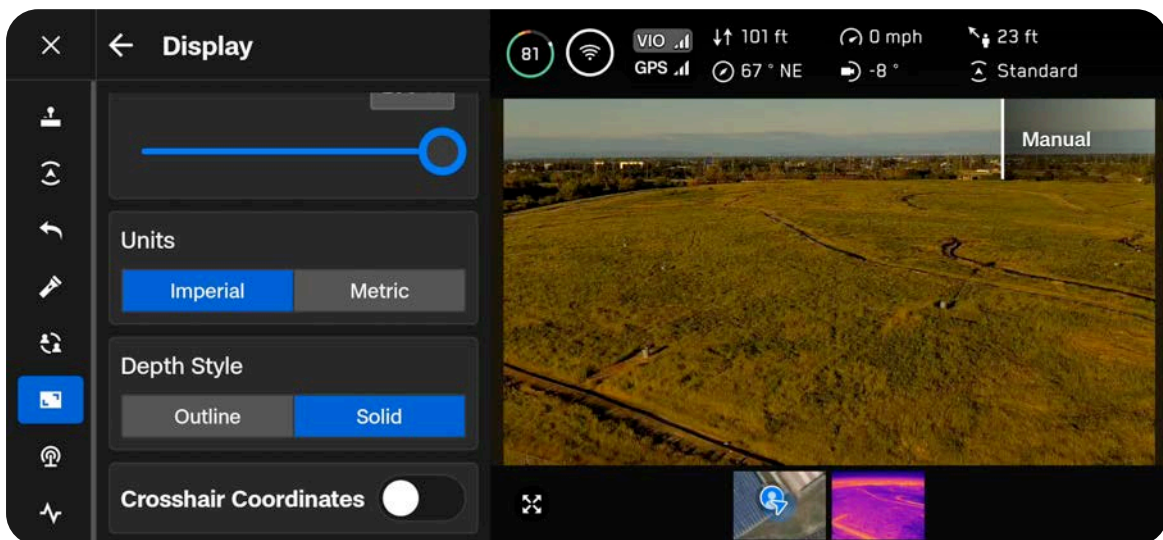 Display
Units
Imperial Metric
Depth Style
Outline Solid
Crosshair Coordinates
81 VIO 101 ft 0 mph 23 ft
GPS 67 ° NE -8 ° Standard
Manual